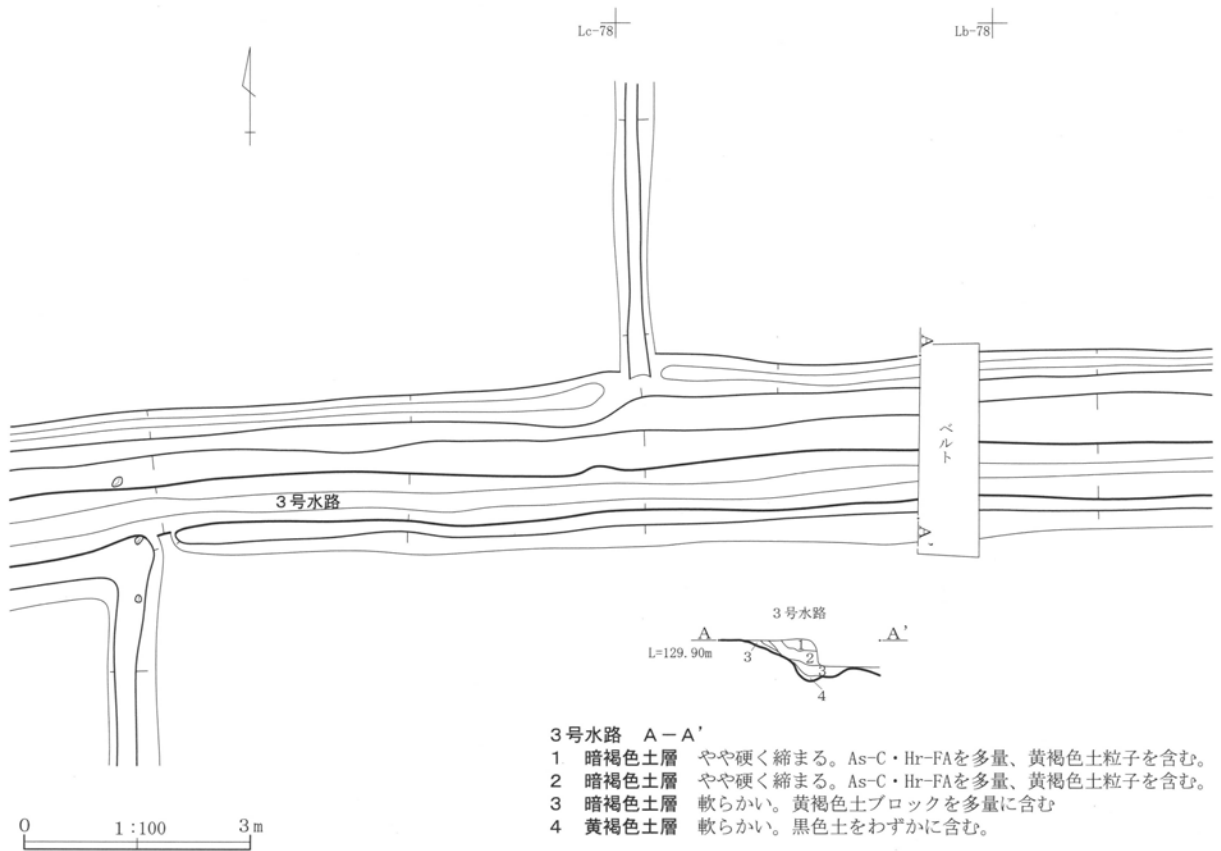 Lc-78
Lb-78
A
ベルト
3号水路
A'
3号水路
A
A'
L=129.90m
1
2
3
3
4
3号水路 A－A'
1 暗褐色土層 やや硬く締まる。As-C・Hr-FAを多量、黄褐色土粒子を含む。
2 暗褐色土層 やや硬く締まる。As-C・Hr-FAを多量、黄褐色土粒子を含む。
3 暗褐色土層 軟らかい。黄褐色土ブロックを多量に含む
4 黄褐色土層 軟らかい。黒色土をわずかに含む。
0 1:100 3m